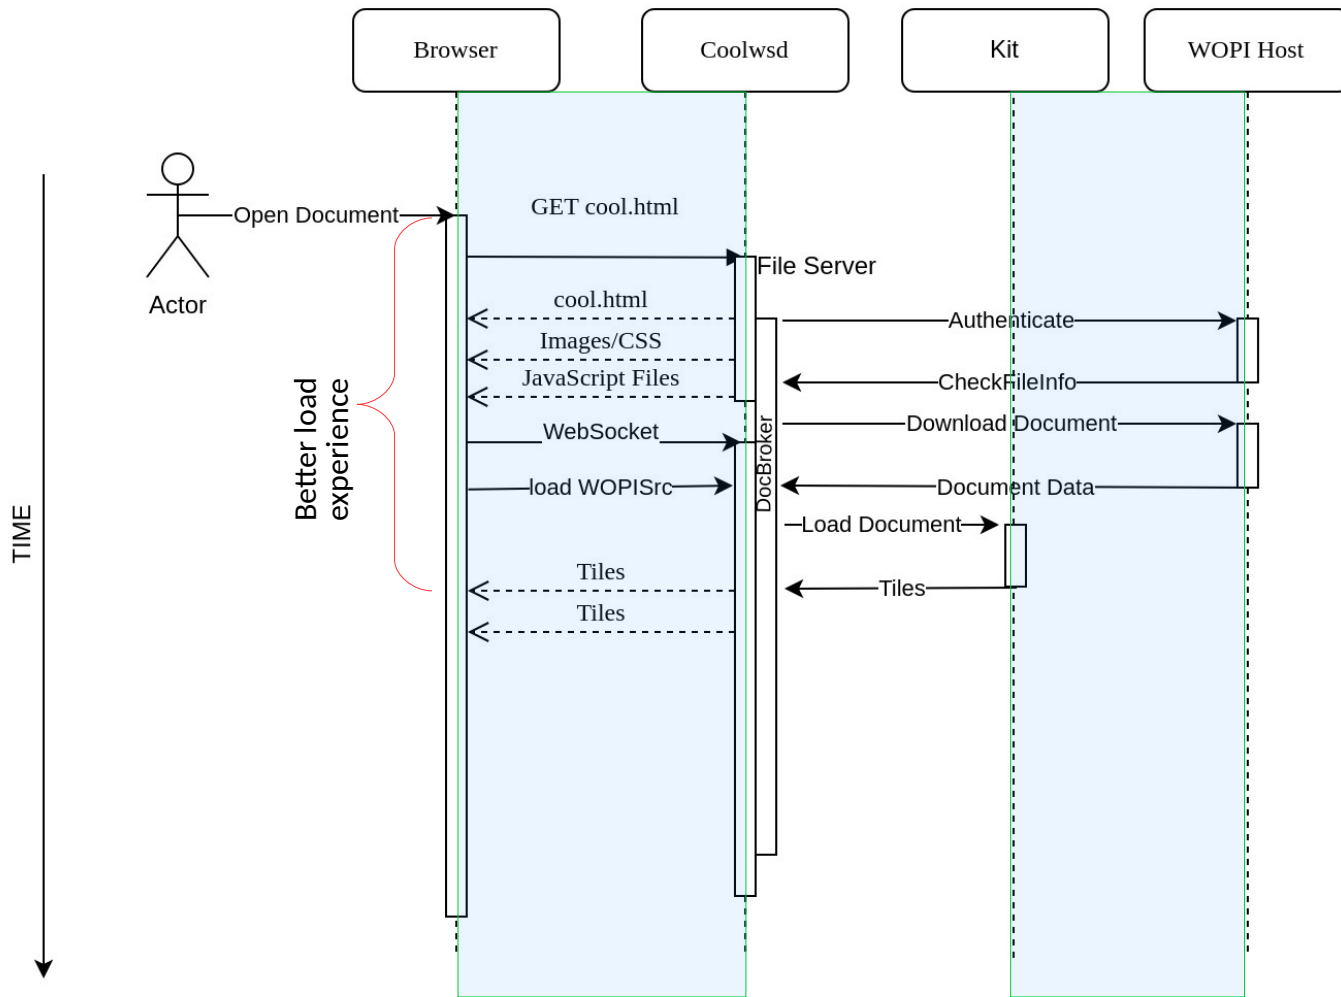 Browser
Coolwsd
Kit
WOPI Host
GET cool.html
Open Document
File Server
Actor
cool.html
Authenticate
Images/CSS
JavaScript Files
CheckFileInfo
Better load
experience
WebSocket
Download Document
DocBroker
load WOPISrc
Document Data
TIME
Load Document
Tiles
Tiles
Tiles